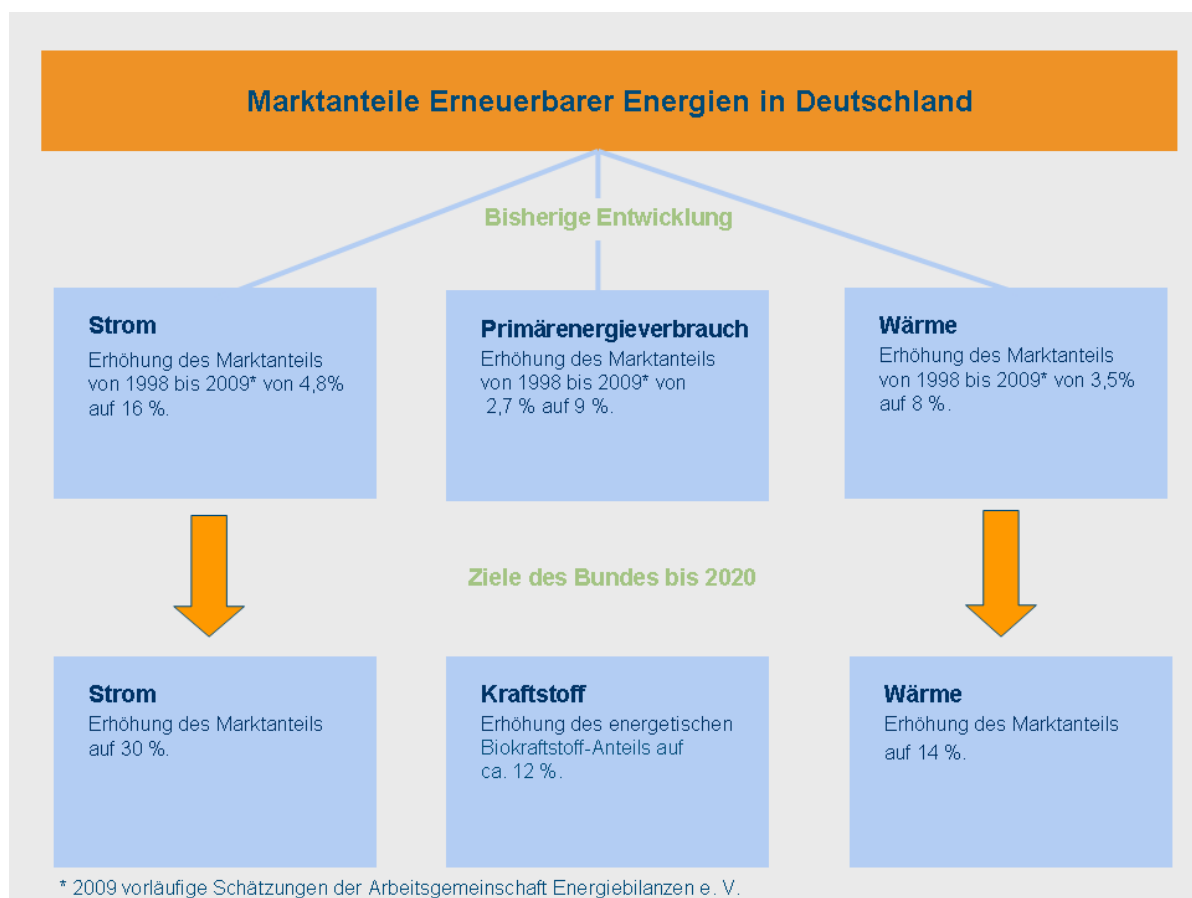 Marktanteile Erneuerbarer Energien in Deutschland
Bisherige Entwicklung
Strom
Erhöhung des Marktanteils
von 1998 bis 2009* von 4,8%
auf 16 %.
Primärenergieverbrauch
Erhöhung des Marktanteils
von 1998 bis 2009* von
2,7 % auf 9 %.
Wärme
Erhöhung des Marktanteils
von 1998 bis 2009* von 3,5%
auf 8 %.
Ziele des Bundes bis 2020
Strom
Erhöhung des Marktanteils
auf 30 %.
Kraftstoff
Erhöhung des energetischen
Biokraftstoff-Anteils auf
ca. 12 %.
Wärme
Erhöhung des Marktanteils
auf 14 %.
* 2009 vorläufige Schätzungen der Arbeitsgemeinschaft Energiebilanzen e. V.